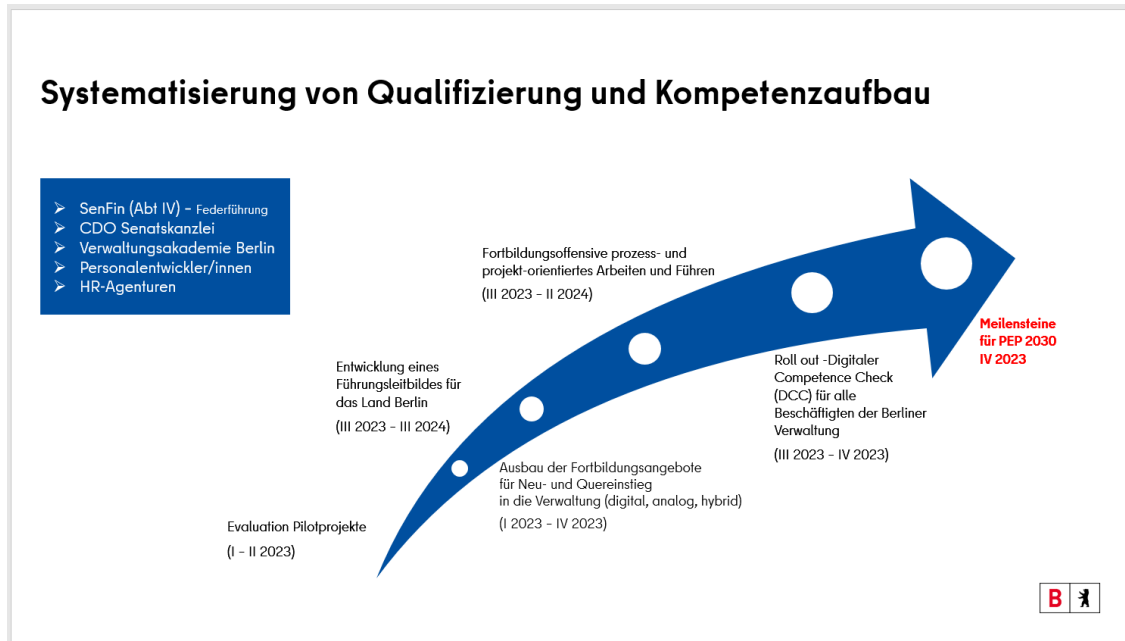 Systematisierung von Qualifizierung und Kompetenzaufbau
➢ SenFin (Abt IV) – Federführung
➢ CDO Senatskanzlei
➢ Verwaltungsakademie Berlin
➢ Personalentwickler/innen
➢ HR-Agenturen
Fortbildungsoffensive prozess- und
projekt-orientiertes Arbeiten und Führen
(III 2023 – II 2024)
Meilensteine
für PEP 2030
IV 2023
Entwicklung eines
Führungsleitbildes für
das Land Berlin
(III 2023 – III 2024)
Roll out -Digitaler
Competence Check
(DCC) für alle
Beschäftigten der Berliner
Verwaltung
(III 2023 – IV 2023)
Ausbau der Fortbildungsangebote
für Neu- und Quereinstieg
in die Verwaltung (digital, analog, hybrid)
(I 2023 – IV 2023)
Evaluation Pilotprojekte
(I – II 2023)
B